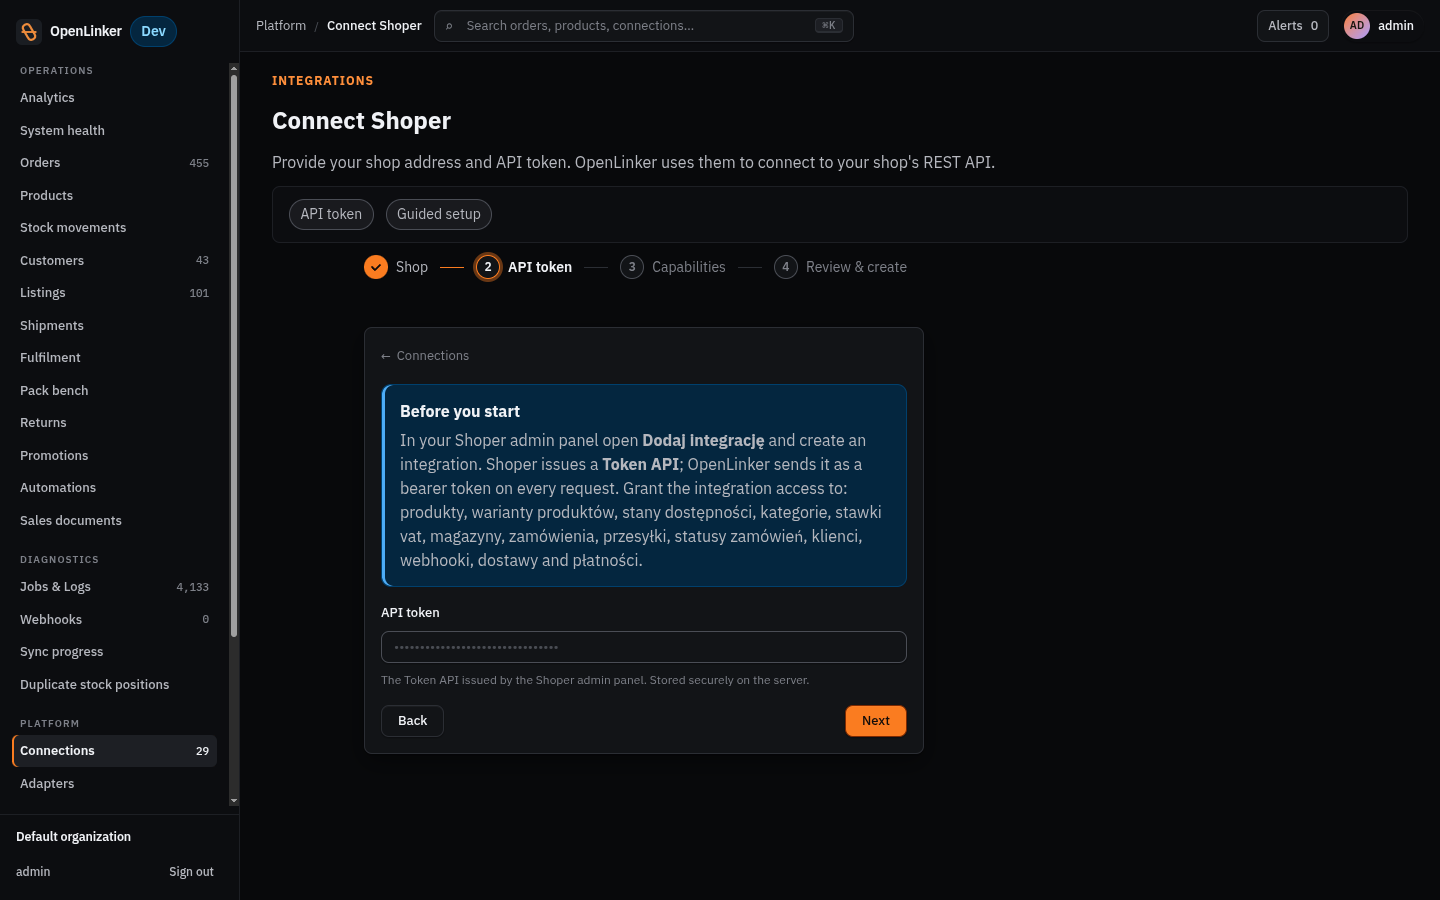 OpenLinker Dev
OPERATIONS
Analytics
System health
Orders 455
Products
Stock movements
Customers 43
Listings 101
Shipments
Fulfilment
Pack bench
Returns
Promotions
Automations
Sales documents
DIAGNOSTICS
Jobs & Logs 4,133
Webhooks 0
Sync progress
Duplicate stock positions
PLATFORM
Connections 29
Adapters
Default organization
admin Sign out
Platform / Connect Shoper
Search orders, products, connections... ⌘K
Alerts 0
AD admin
INTEGRATIONS
Connect Shoper
Provide your shop address and API token. OpenLinker uses them to connect to your shop's REST API.
API token Guided setup
Shop 2 API token 3 Capabilities 4 Review & create
← Connections
Before you start
In your Shoper admin panel open Dodaj integrację and create an
integration. Shoper issues a Token API; OpenLinker sends it as a
bearer token on every request. Grant the integration access to:
produkty, warianty produktów, stany dostępności, kategorie, stawki
vat, magazyny, zamówienia, przesyłki, statusy zamówień, klienci,
webhooki, dostawy and płatności.
API token
••••••••••••••••••••••••••••••••
The Token API issued by the Shoper admin panel. Stored securely on the server.
Back Next